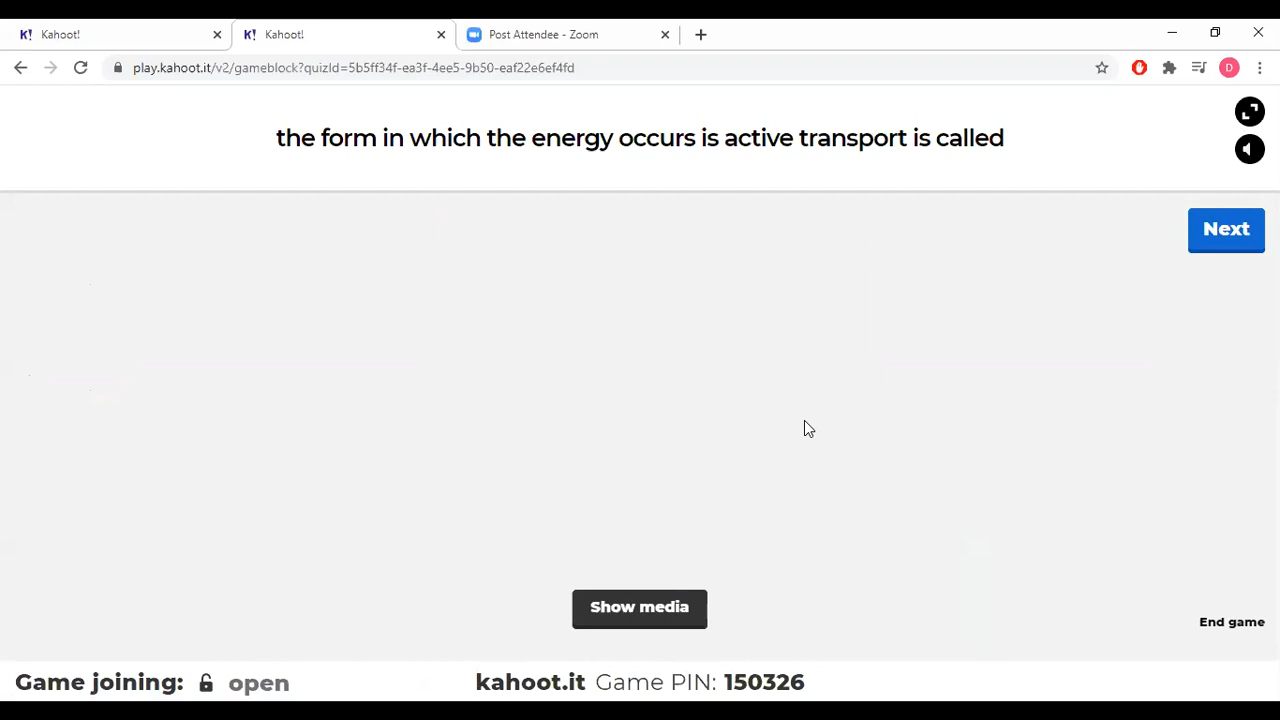 K! Kahoot!
K! Kahoot!
Post Attendee - Zoom
play.kahoot.it/v2/gameblock?quizId=5b5ff34f-ea3f-4ee5-9b50-eaf22e6ef4fd
D
the form in which the energy occurs is active transport is called
Next
Show media
End game
Game joining: open
kahoot.it Game PIN: 150326